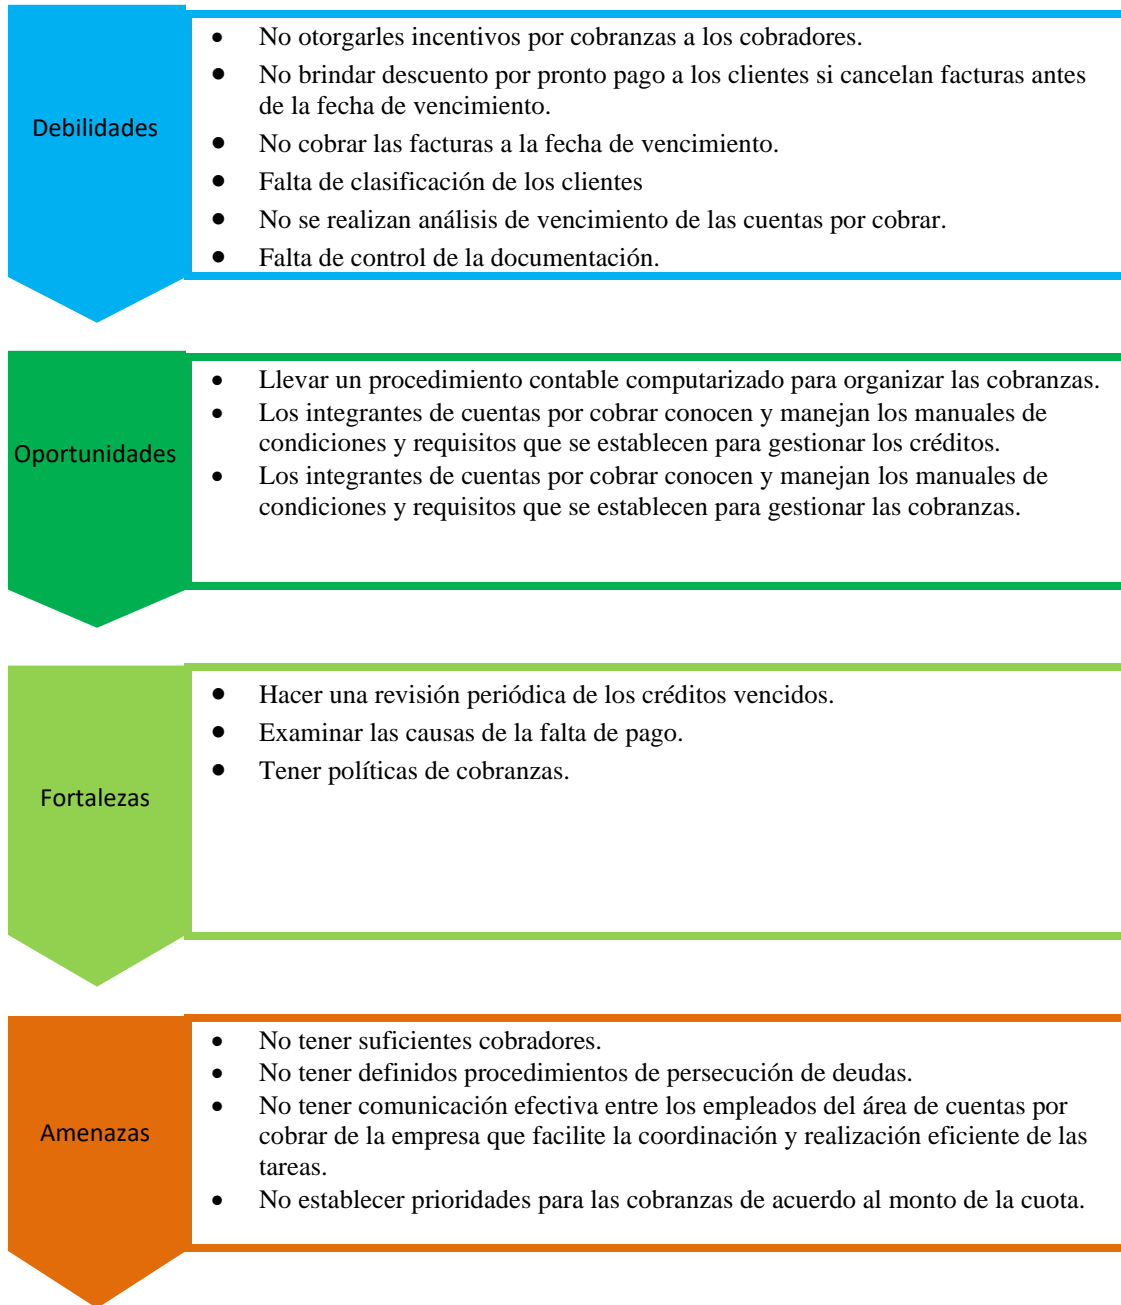 Debilidades
• No otorgarles incentivos por cobranzas a los cobradores.
• No brindar descuento por pronto pago a los clientes si cancelan facturas antes
de la fecha de vencimiento.
• No cobrar las facturas a la fecha de vencimiento.
• Falta de clasificación de los clientes
• No se realizan análisis de vencimiento de las cuentas por cobrar.
• Falta de control de la documentación.
Oportunidades
• Llevar un procedimiento contable computarizado para organizar las cobranzas.
• Los integrantes de cuentas por cobrar conocen y manejan los manuales de
condiciones y requisitos que se establecen para gestionar los créditos.
• Los integrantes de cuentas por cobrar conocen y manejan los manuales de
condiciones y requisitos que se establecen para gestionar las cobranzas.
Fortalezas
• Hacer una revisión periódica de los créditos vencidos.
• Examinar las causas de la falta de pago.
• Tener políticas de cobranzas.
Amenazas
• No tener suficientes cobradores.
• No tener definidos procedimientos de persecución de deudas.
• No tener comunicación efectiva entre los empleados del área de cuentas por
cobrar de la empresa que facilite la coordinación y realización eficiente de las
tareas.
• No establecer prioridades para las cobranzas de acuerdo al monto de la cuota.